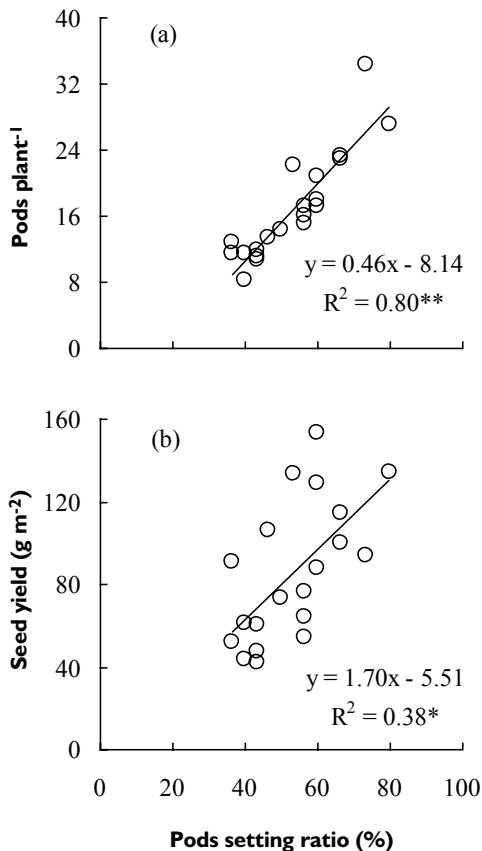 40
(a)
32
24
16
8
0
Pods plant⁻¹
y = 0.46x - 8.14
R² = 0.80**
160
(b)
120
80
40
0
Seed yield (g m⁻²)
y = 1.70x - 5.51
R² = 0.38*
0 20 40 60 80 100
Pods setting ratio (%)